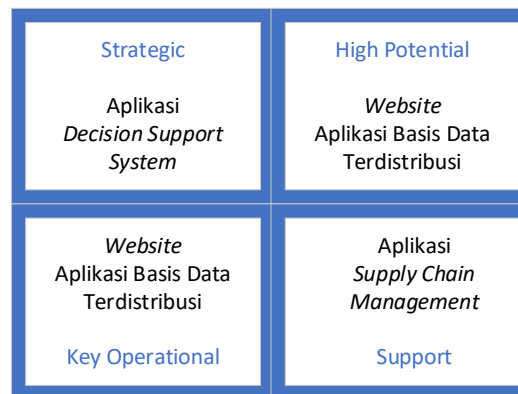 Strategic
Aplikasi
Decision Support
System
High Potential
Website
Aplikasi Basis Data
Terdistribusi
Website
Aplikasi Basis Data
Terdistribusi
Key Operational
Aplikasi
Supply Chain
Management
Support